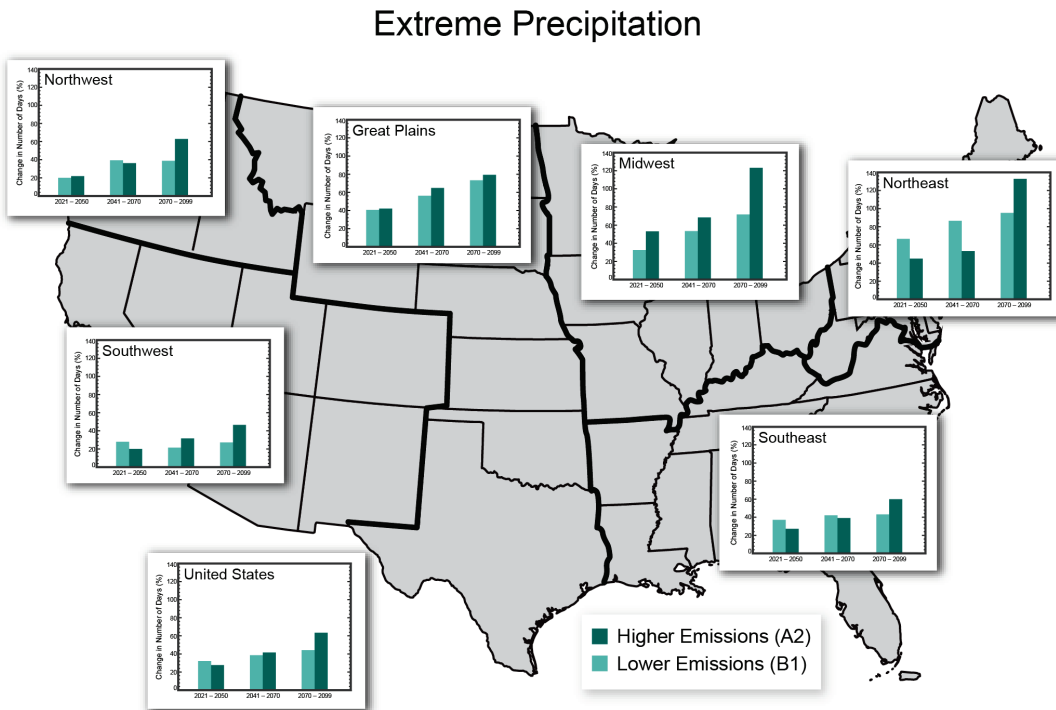 Extreme Precipitation
Northwest
Change in Number of Days (%)
140
120
100
80
60
40
20
0
2021 – 2050 2041 – 2070 2070 – 2099
Great Plains
Change in Number of Days (%)
140
120
100
80
60
40
20
0
2021 – 2050 2041 – 2070 2070 – 2099
Midwest
Change in Number of Days (%)
140
120
100
80
60
40
20
0
2021 – 2050 2041 – 2070 2070 – 2099
Northeast
Change in Number of Days (%)
140
120
100
80
60
40
20
0
2021 – 2050 2041 – 2070 2070 – 2099
Southwest
Change in Number of Days (%)
140
120
100
80
60
40
20
0
2021 – 2050 2041 – 2070 2070 – 2099
Southeast
Change in Number of Days (%)
140
120
100
80
60
40
20
0
2021 – 2050 2041 – 2070 2070 – 2099
United States
Change in Number of Days (%)
140
120
100
80
60
40
20
0
2021 – 2050 2041 – 2070 2070 – 2099
Higher Emissions (A2)
Lower Emissions (B1)